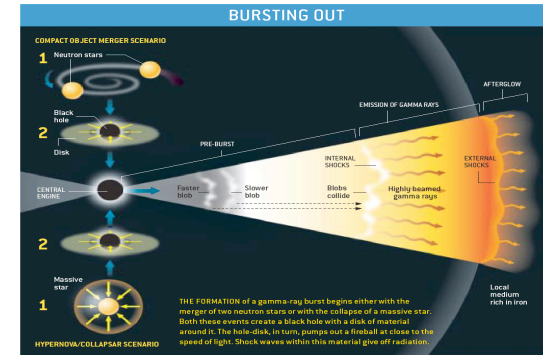 BURSTING OUT
COMPACT OBJECT MERGER SCENARIO
1
Neutron stars
Black
hole
2
Disk
CENTRAL
ENGINE
2
Massive
star
1
HYPERNOVA/COLLAPSAR SCENARIO
PRE-BURST
Faster
blob
Slower
blob
EMISSION OF GAMMA RAYS
INTERNAL
SHOCKS
Blobs
collide
Highly beamed
gamma rays
AFTERGLOW
EXTERNAL
SHOCKS
Local
medium
rich in iron
THE FORMATION of a gamma-ray burst begins either with the
merger of two neutron stars or with the collapse of a massive star.
Both these events create a black hole with a disk of material
around it. The hole-disk, in turn, pumps out a fireball at close to the
speed of light. Shock waves within this material give off radiation.